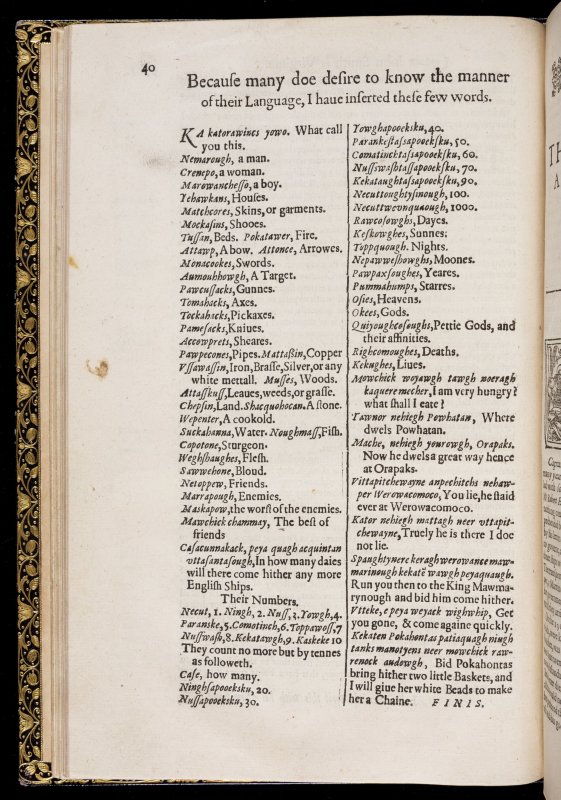 40
Becauſe many doe deſire to know the manner
of their Language, I haue inſerted theſe few words.
KA katorawincs yowo. What call
you this.
Nemarough, a man.
Crenepo, a woman.
Marowancheſſo, a boy.
Yehawkans, Houſes.
Matchcores, Skins, or garments.
Mockaſins, Shooes.
Tuſſan, Beds. Pokatawer, Fire.
Attawp, A bow. Attonce, Arrowes.
Monacookes, Swords.
Aumouhhowgh, A Target.
Pawcuſſacks, Gunnes.
Tomahacks, Axes.
Tockahacks, Pickaxes.
Pameſacks, Kniues.
Accowprets, Sheares.
Pawpecones, Pipes. Mattaßin, Copper
Vſſawaſſin, Iron, Braſſe, Silver, or any
white mettall. Muſſes, Woods.
Attaſſkuſſ, Leaues, weeds, or graſſe.
Chepſin, Land. Shacquohocan. A ſtone.
Wepenter, A cookold.
Suckahanna, Water. Noughmaſſ, Fiſh.
Copotone, Sturgeon.
Weghſhaughes, Fleſh.
Sawwehone, Bloud.
Netoppew, Friends.
Marrapough, Enemies.
Maskapow, the worſt of the enemies.
Mawchick chammay, The beſt of
friends
Caſacunnakack, peya quagh acquintan
vttaſantaſough, In how many daies
will there come hither any more
Engliſh Ships.
Their Numbers.
Necut, 1. Ningh, 2. Nuſſ, 3. Yowgh, 4.
Paranske, 5. Comotinch, 6. Toppawoſſ, 7
Nuſſwaſh, 8. Kekatawgh, 9. Kaskeke 10
They count no more but by tennes
as followeth.
Caſe, how many.
Ninghſapooeksku, 20.
Nuſſapooeksku, 30.
Yowghapooeksku, 40.
Parankeſtaſsapooekſku, 50.
Comatinchtaſsapooekſku, 60.
Nuſſswaſhtaſſapooekſku, 70.
Kekataughtaſsapooekſku, 90.
Necuttoughtyſinough, 100.
Necuttwevnquaough, 1000.
Rawcoſowghs, Dayes.
Keſkowghes, Sunnes:
Toppquough. Nights.
Nepawweſhowghs, Moones.
Pawpaxſoughes, Yeares.
Pummahumps, Starres.
Oſies, Heavens.
Okees, Gods.
Quiyoughcoſoughs, Pettie Gods, and
their affinities.
Righcomoughes, Deaths.
Kekughes, Liues.
Mowchick woyawgh tawgh noeragh
kaquere mecher, I am very hungry?
what ſhall I eate?
Tawnor nehiegh Powhatan, Where
dwels Powhatan.
Mache, nehiegh yourowgh, Orapaks.
Now he dwels a great way hence
at Orapaks.
Vittapitchewayne anpechitchs nehaw-
per Werowacomoco, You lie, he ſtaid
ever at Werowacomoco.
Kator nehiegh mattagh neer vttapit-
chewayne, Truely he is there I doe
not lie.
Spaughtynere keragh werowance maw-
marinough kekatē wawgh peyaquaugh.
Run you then to the King Mawma-
rynough and bid him come hither.
Vtteke, e peya weyack wighwhip, Get
you gone, & come againe quickly.
Kekaten Pokahontas patiaquagh niugh
tanks manotyens neer mowchick raw-
renock audowgh, Bid Pokahontas
bring hither two little Baskets, and
I will giue her white Beads to make
her a Chaine. FINIS.